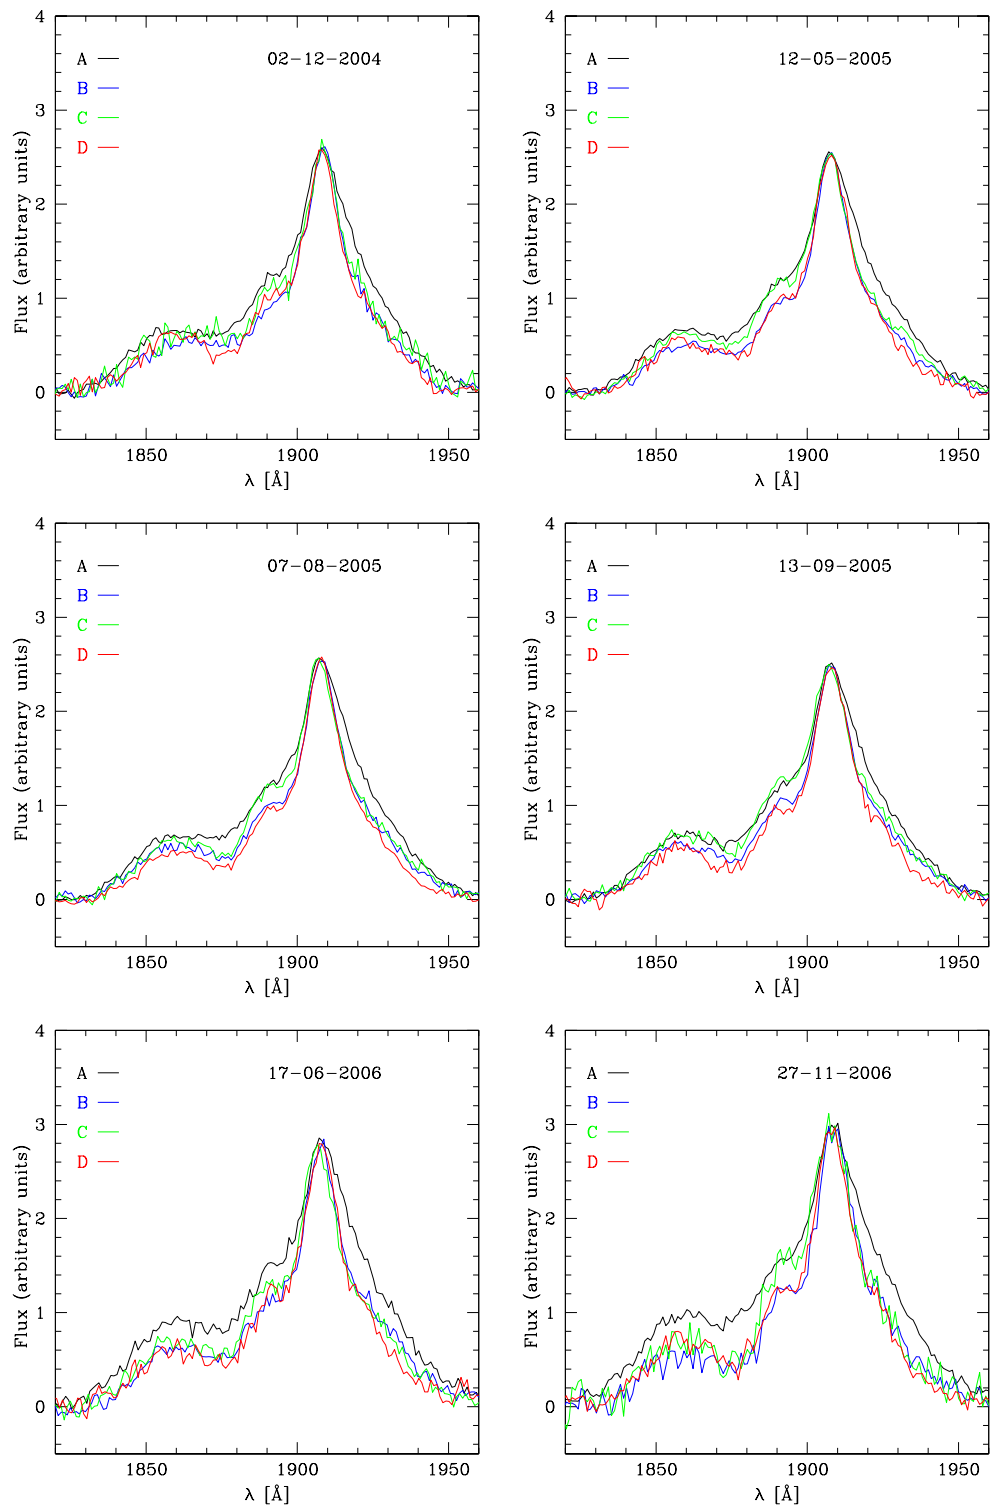 4
3
2
1
0
Flux (arbitrary units)
A
B
C
D
02-12-2004
1850 1900 1950
λ [Å]
4
3
2
1
0
Flux (arbitrary units)
A
B
C
D
12-05-2005
1850 1900 1950
λ [Å]
4
3
2
1
0
Flux (arbitrary units)
A
B
C
D
07-08-2005
1850 1900 1950
λ [Å]
4
3
2
1
0
Flux (arbitrary units)
A
B
C
D
13-09-2005
1850 1900 1950
λ [Å]
4
3
2
1
0
Flux (arbitrary units)
A
B
C
D
17-06-2006
1850 1900 1950
λ [Å]
4
3
2
1
0
Flux (arbitrary units)
A
B
C
D
27-11-2006
1850 1900 1950
λ [Å]